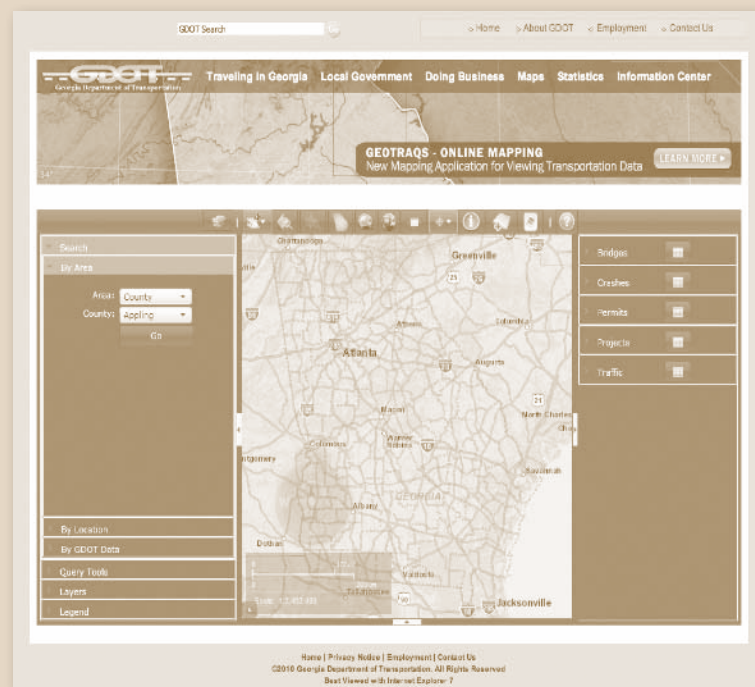 GDOT Search
Home
About GDOT
Employment
Contact Us
GDOT
Georgia Department of Transportation
Traveling in Georgia
Local Government
Doing Business
Maps
Statistics
Information Center
GEOTRAQS - ONLINE MAPPING
New Mapping Application for Viewing Transportation Data
LEARN MORE
Search
By Area
Area: County
County: Appling
Go
By Location
By GDOT Data
Query Tools
Layers
Legend
Chattanooga
Greenville
Atlanta
Athens
Columbia
Augusta
Macon
North Charles
Columbus
Warner
Robins
ntgomery
Savannah
GEORGIA
Albany
Dothan
Valdosta
Tallahassee
Jacksonville
Bridges
Crashes
Permits
Projects
Traffic
Home | Privacy Notice | Employment | Contact Us
©2010 Georgia Department of Transportation. All Rights Reserved
Best Viewed with Internet Explorer 7